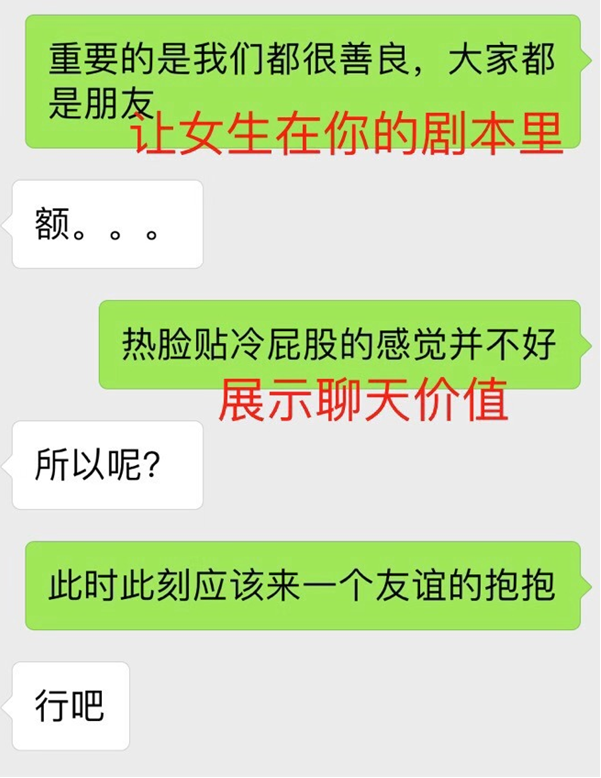 重要的是我们都很善良，大家都
是朋友
让女生在你的剧本里
额。。。
热脸贴冷屁股的感觉并不好
展示聊天价值
所以呢？
此时此刻应该来一个友谊的抱抱
行吧